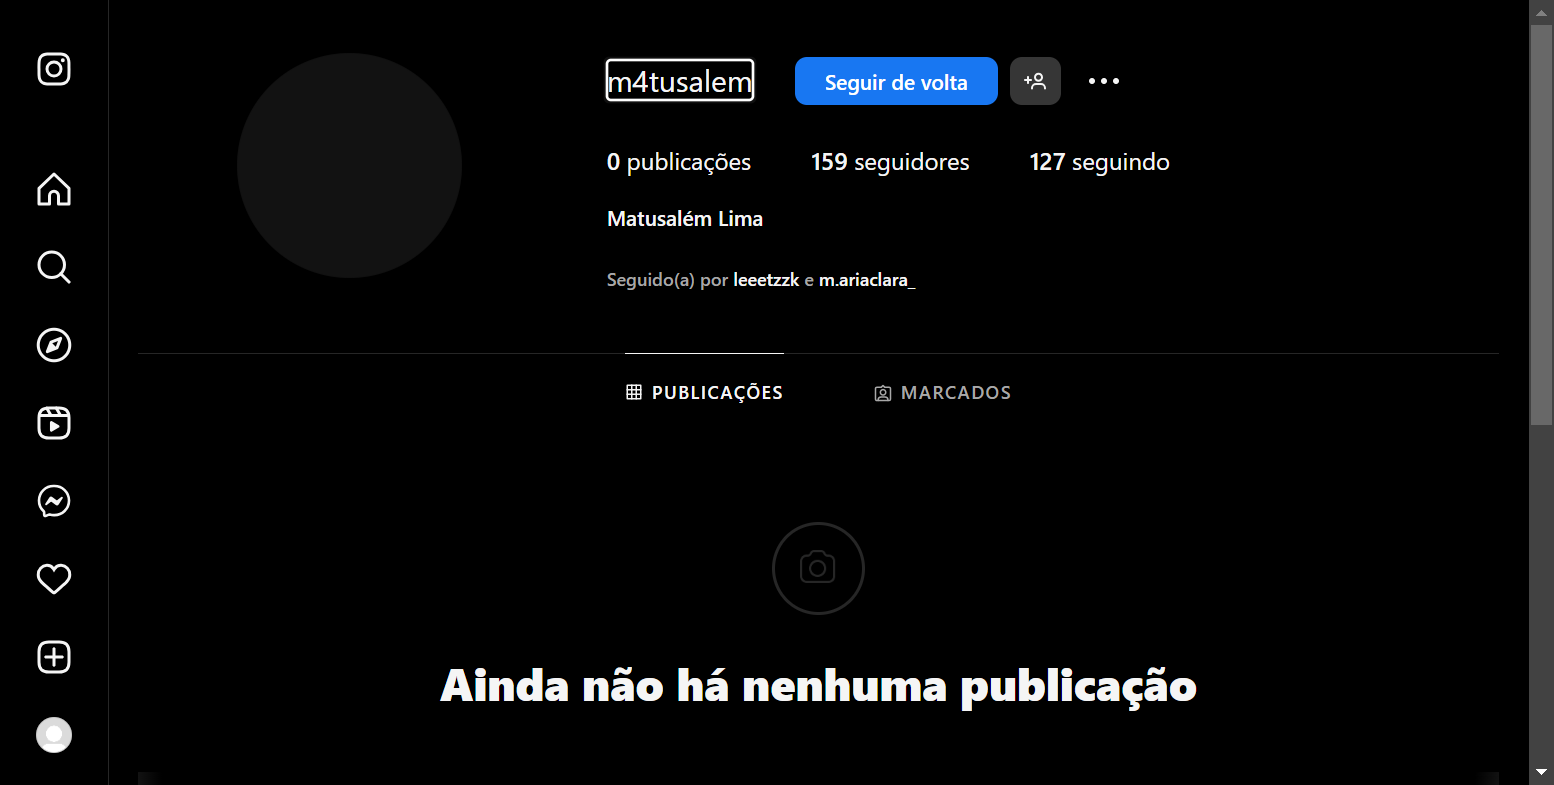 m4tusalem Seguir de volta
0 publicações 159 seguidores 127 seguindo
Matusalém Lima
Seguido(a) por leeetzzk e m.ariaclara_
PUBLICAÇÕES MARCADOS
Ainda não há nenhuma publicação